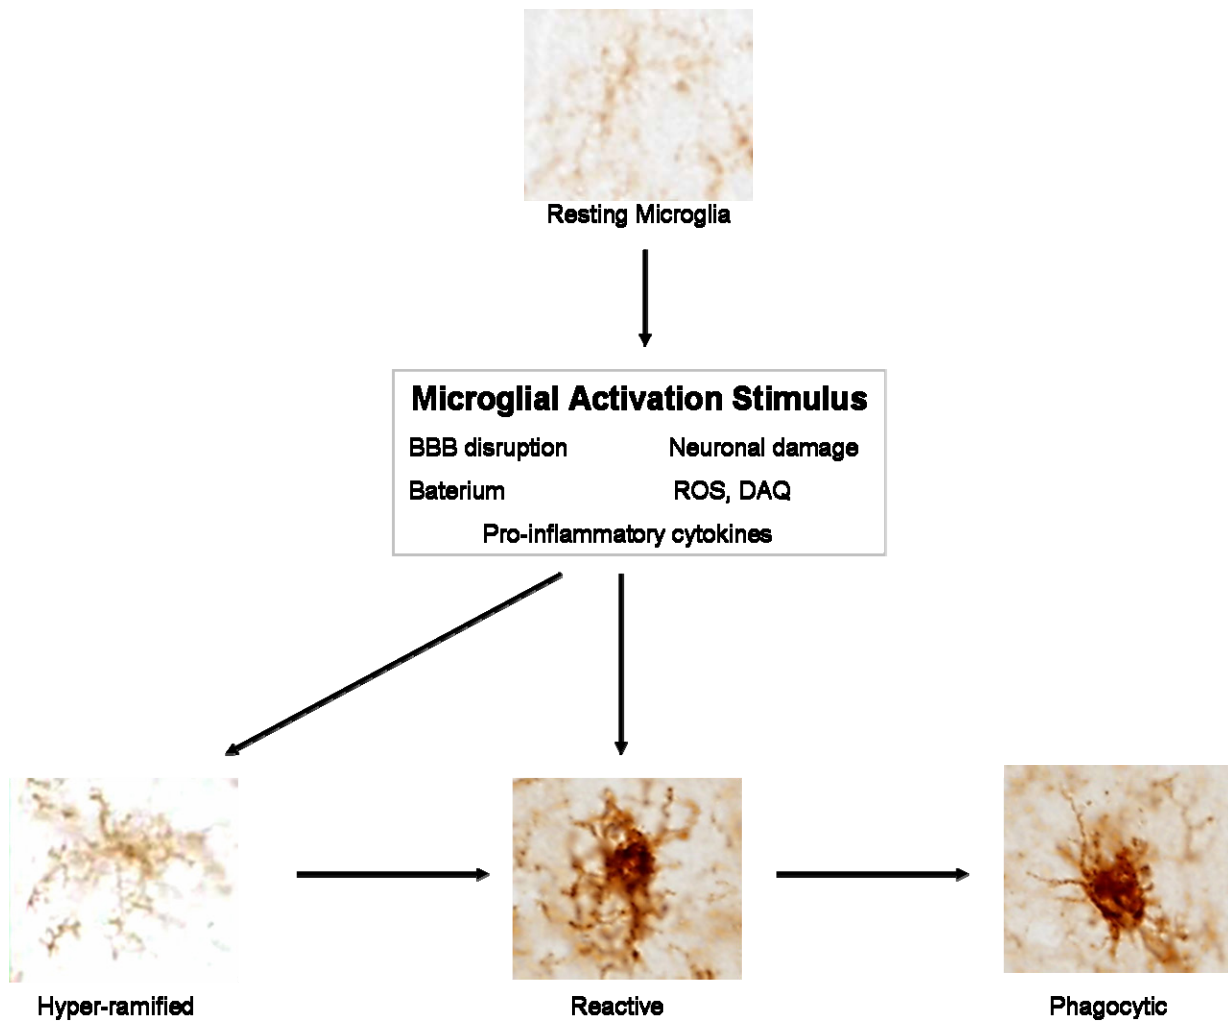 Resting Microglia
Microglial Activation Stimulus
BBB disruption Neuronal damage
Baterium ROS, DAQ
Pro-inflammatory cytokines
Hyper-ramified Reactive Phagocytic